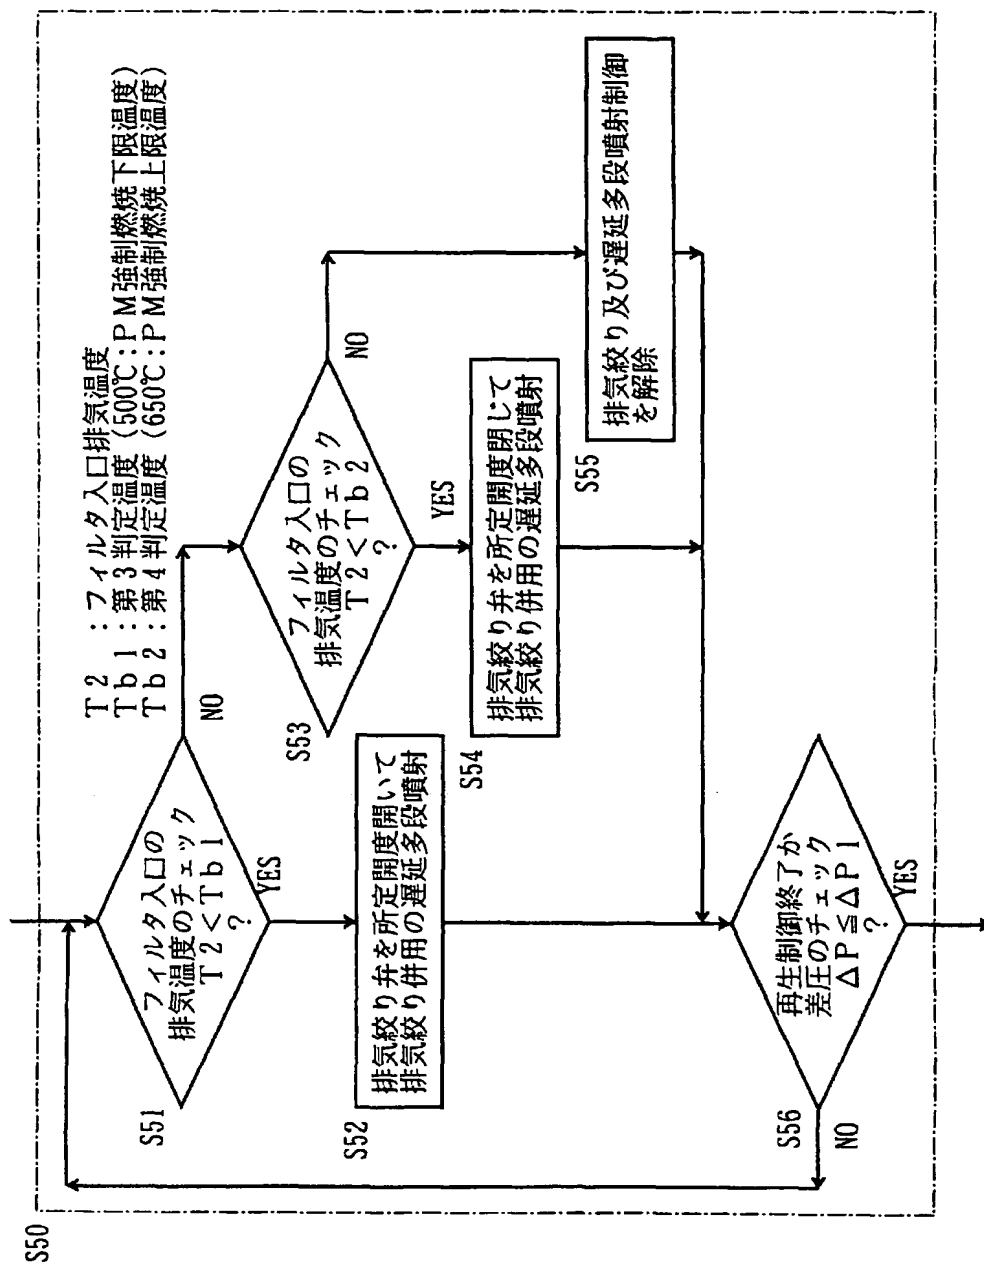 S50
T2 :フィルタ入口排気温度
Tb1:第3判定温度(500℃:PM強制燃焼下限温度)
Tb2:第4判定温度(650℃:PM強制燃焼上限温度)
S51
フィルタ入口の
排気温度のチェック
T2<Tb1
?
NO
YES
S52
排気絞り弁を所定開度開いて
排気絞り併用の遅延多段噴射
S53
フィルタ入口の
排気温度のチェック
T2<Tb2
?
NO
YES
S54
排気絞り弁を所定開度閉じて
排気絞り併用の遅延多段噴射
S55
排気絞り及び遅延多段噴射制御
を解除
S56
再生制御終了か
差圧のチェック
ΔP≦ΔP1
?
NO
YES